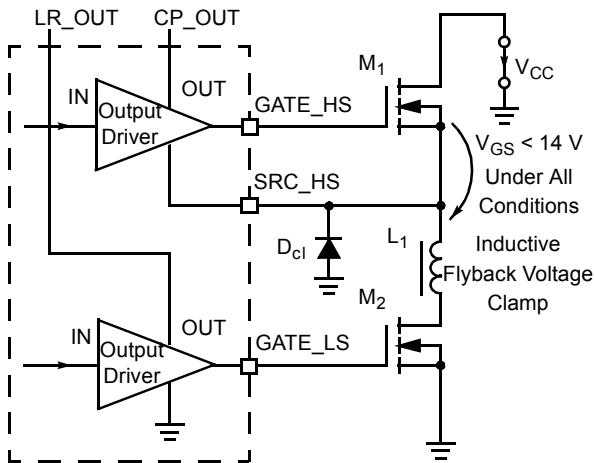 LR_OUT
CP_OUT
M1
VCC
IN
OUT
Output
Driver
GATE_HS
VGS < 14 V
Under All
Conditions
SRC_HS
Dcl
L1
Inductive
Flyback Voltage
Clamp
M2
IN
OUT
Output
Driver
GATE_LS